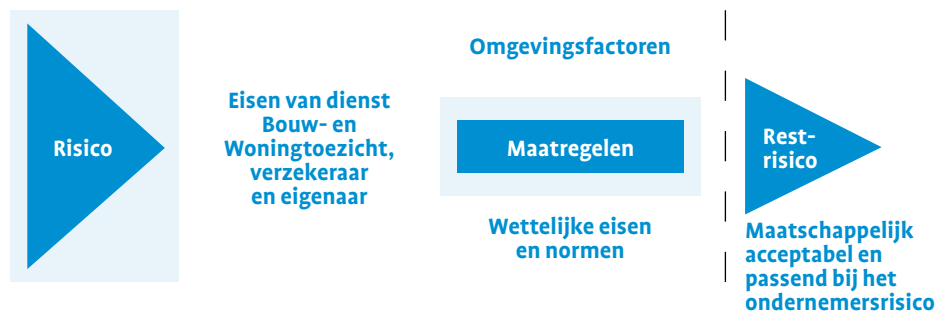 Risico
Eisen van dienst
Bouw- en
Woningtoezicht,
verzekeraar
en eigenaar
Omgevingsfactoren
Maatregelen
Wettelijke eisen
en normen
Rest-
risico
Maatschappelijk
acceptabel en
passend bij het
ondernemersrisico